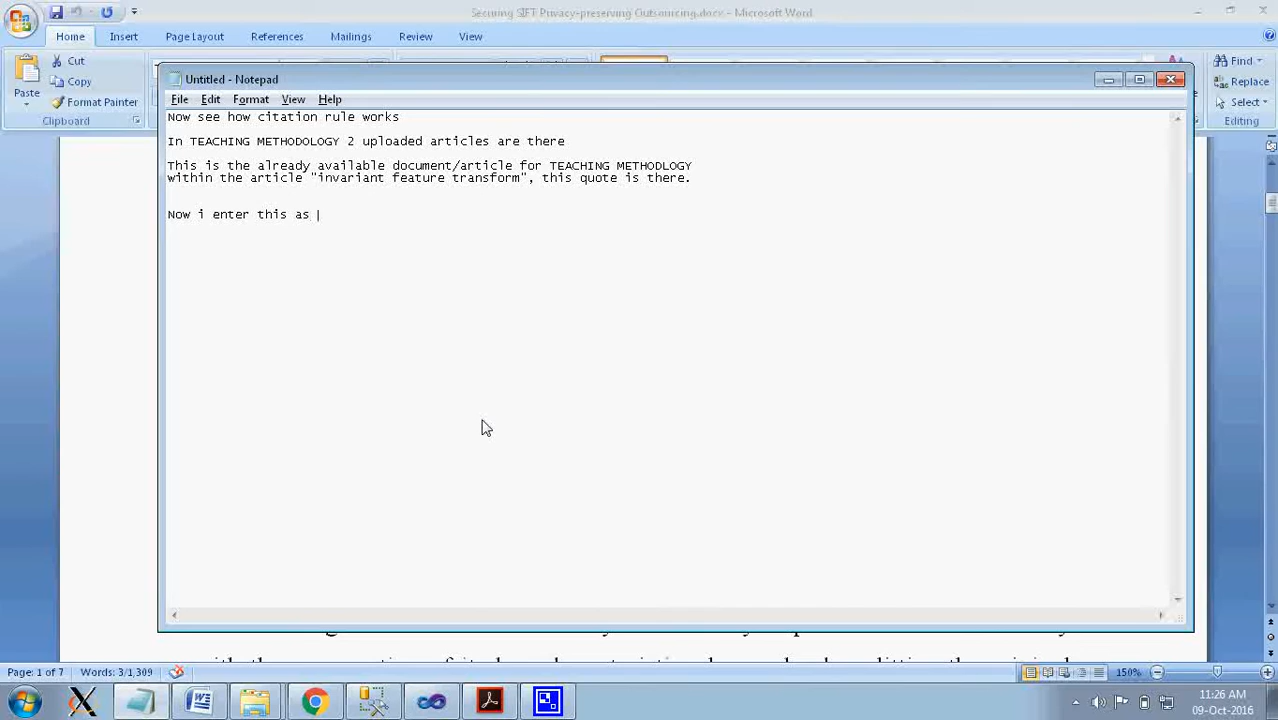 Securing SIFT Privacy-preserving Outsourcing.docx - Microsoft Word
Home Insert Page Layout References Mailings Review View
Cut
Copy
Paste
Format Painter
Clipboard
Find
Replace
Select
Editing
Untitled - Notepad
File Edit Format View Help
Now see how citation rule works
In TEACHING METHODOLOGY 2 uploaded articles are there
This is the already available document/article for TEACHING METHODLOGY
within the article "invariant feature transform", this quote is there.
Now i enter this as
Page: 1 of 7 Words: 3/1,309
150%
11:26 AM
09-Oct-2016